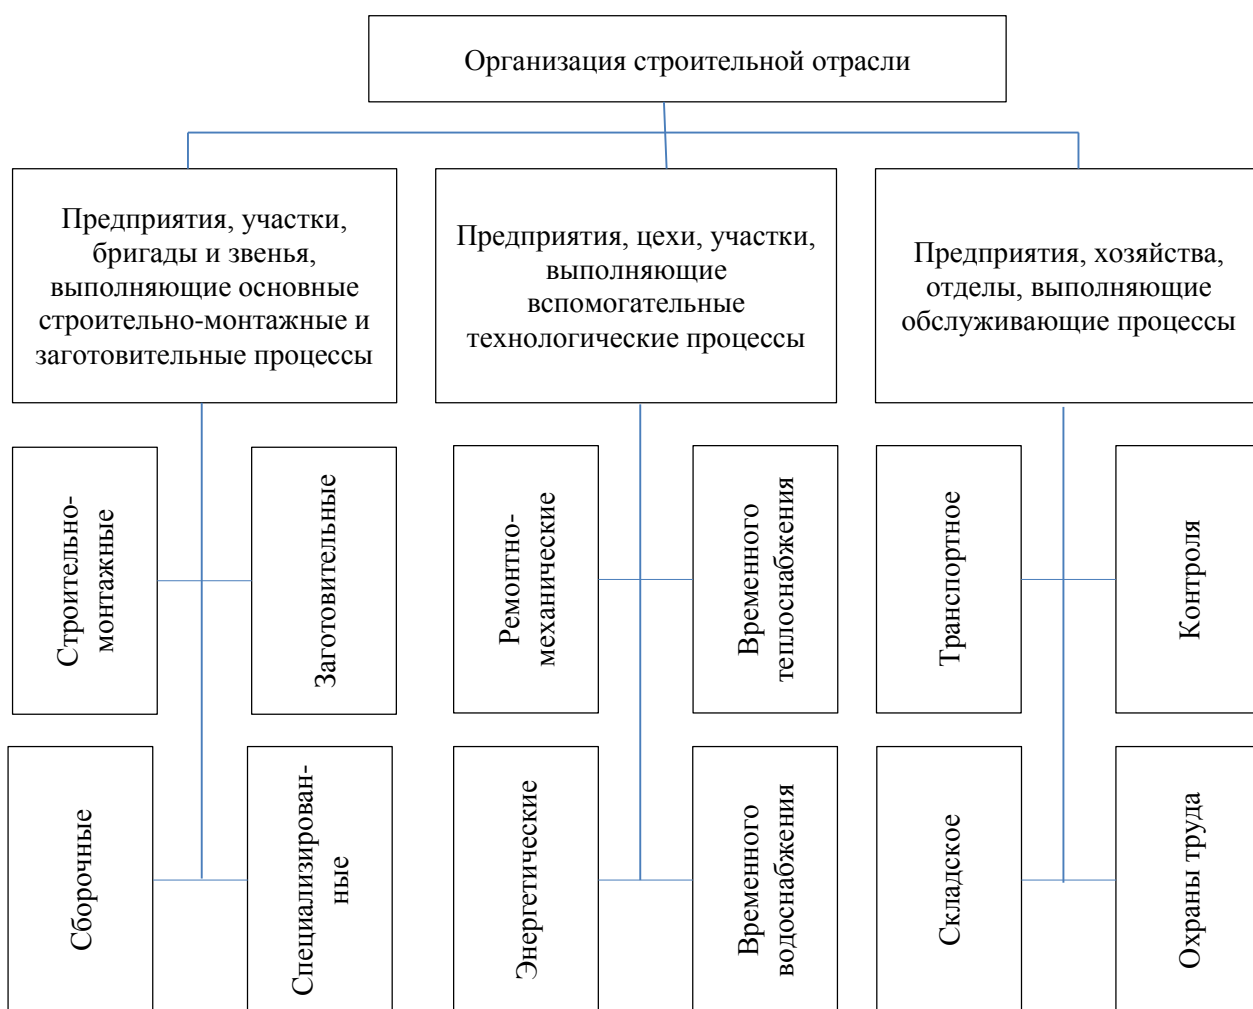 Организация строительной отрасли
Предприятия, участки,
бригады и звенья,
выполняющие основные
строительно-монтажные и
заготовительные процессы
Предприятия, цехи, участки,
выполняющие
вспомогательные
технологические процессы
Предприятия, хозяйства,
отделы, выполняющие
обслуживающие процессы
Строительно-
монтажные
Заготовительные
Ремонтно-
механические
Временного
теплоснабжения
Транспортное
Контроля
Сборочные
Специализирован-
ные
Энергетические
Временного
водоснабжения
Складское
Охраны труда